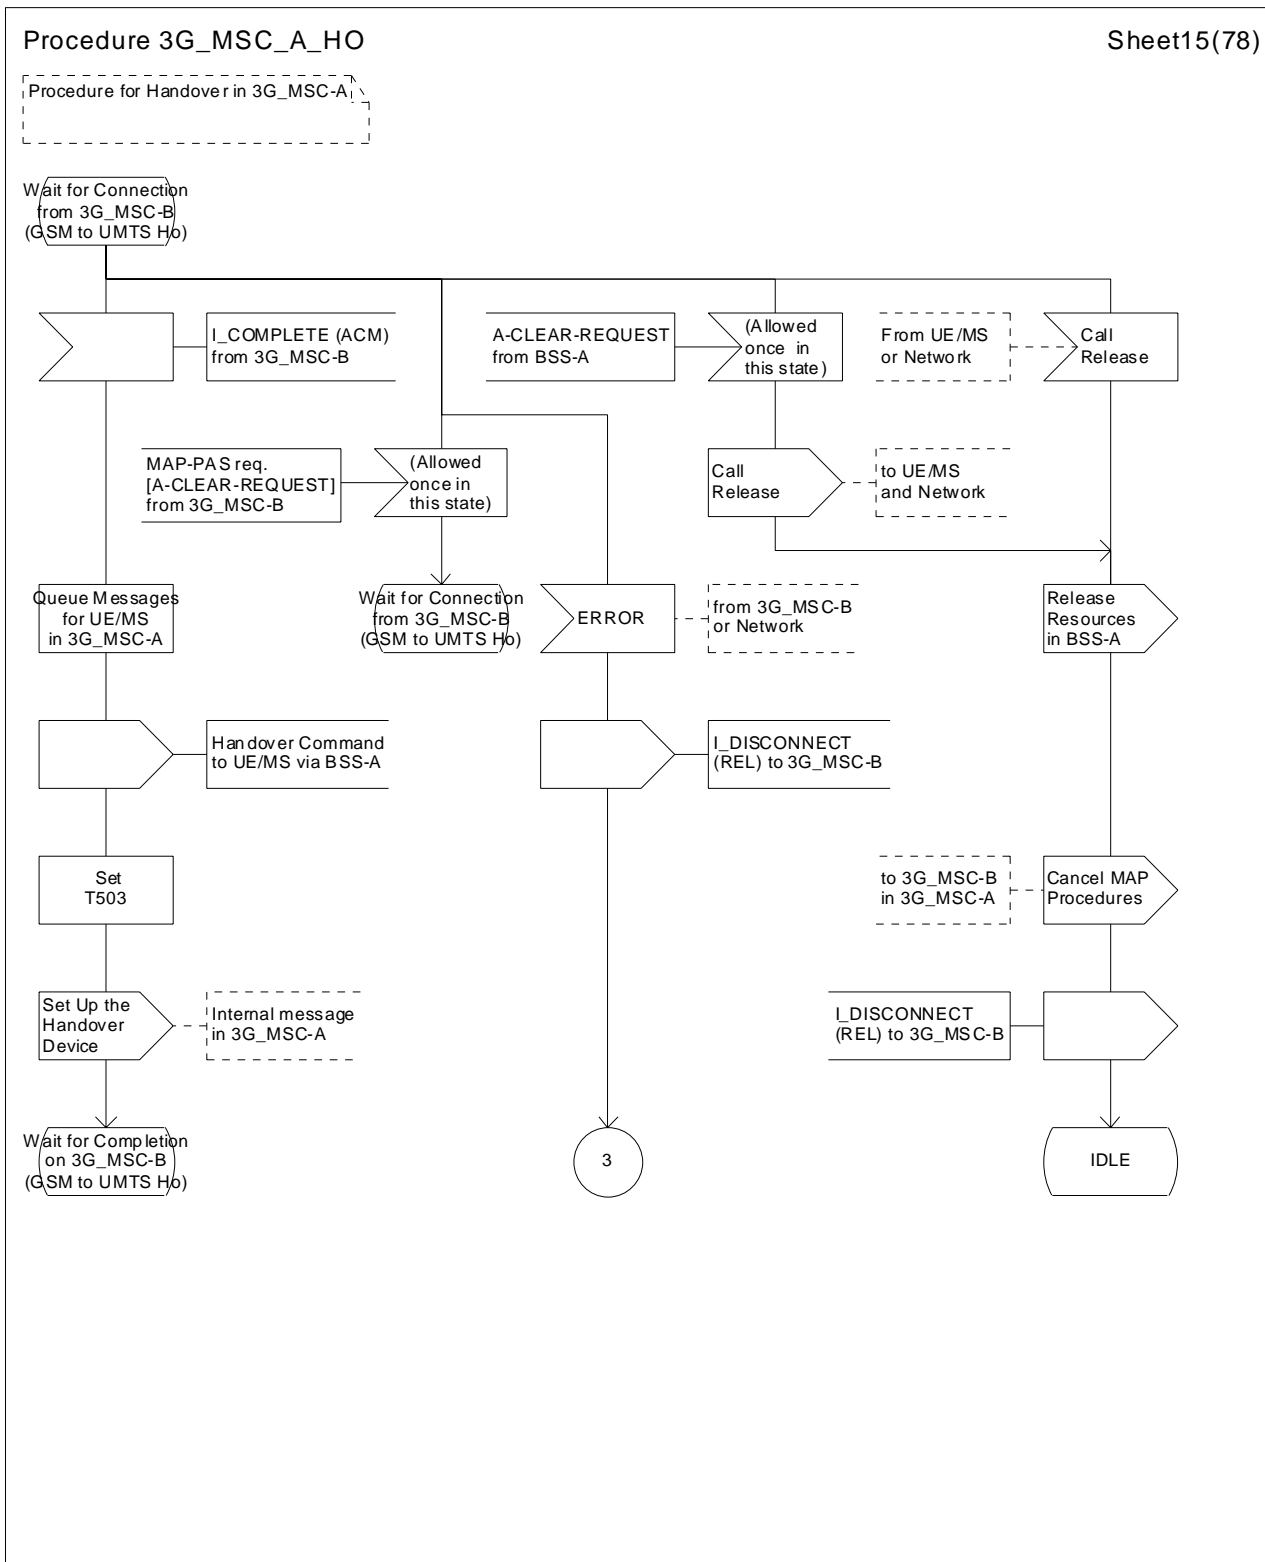 Procedure 3G_MSC_A_HO
Sheet15(78)
Procedure for Handover in 3G_MSC-A
Wait for Connection
from 3G_MSC-B
(GSM to UMTS Ho)
I_COMPLETE (ACM)
from 3G_MSC-B
A-CLEAR-REQUEST
from BSS-A
(Allowed
once in
this state)
From UE/MS
or Network
Call
Release
MAP-PAS req.
[A-CLEAR-REQUEST]
from 3G_MSC-B
(Allowed
once in
this state)
Call
Release
to UE/MS
and Network
Queue Messages
for UE/MS
in 3G_MSC-A
Wait for Connection
from 3G_MSC-B
(GSM to UMTS Ho)
ERROR
from 3G_MSC-B
or Network
Release
Resources
in BSS-A
Handover Command
to UE/MS via BSS-A
I_DISCONNECT
(REL) to 3G_MSC-B
Set
T503
to 3G_MSC-B
in 3G_MSC-A
Cancel MAP
Procedures
Set Up the
Handover
Device
Internal message
in 3G_MSC-A
I_DISCONNECT
(REL) to 3G_MSC-B
Wait for Completion
on 3G_MSC-B
(GSM to UMTS Ho)
3
IDLE